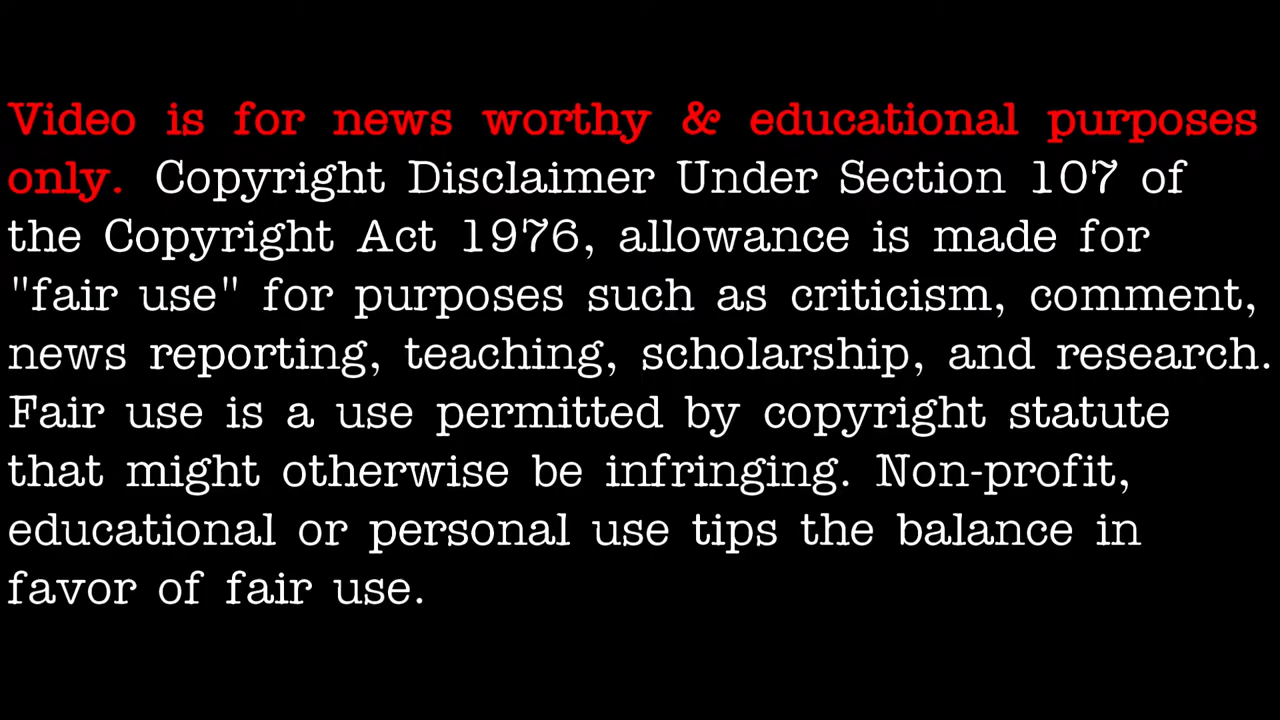 Video is for news worthy & educational purposes
only. Copyright Disclaimer Under Section 107 of
the Copyright Act 1976, allowance is made for
"fair use" for purposes such as criticism, comment,
news reporting, teaching, scholarship, and research.
Fair use is a use permitted by copyright statute
that might otherwise be infringing. Non-profit,
educational or personal use tips the balance in
favor of fair use.